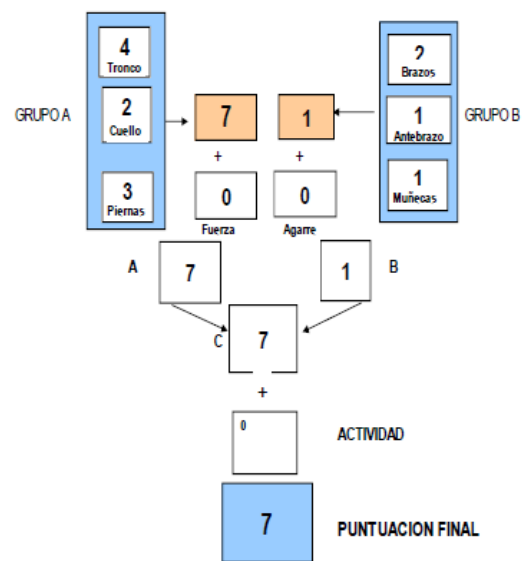 4
Tronco
2
Cuello
3
Piernas
GRUPO A
7
+
0
Fuerza
1
+
0
Agarre
2
Brazos
1
Antebrazo
1
Muñecas
GRUPO B
A
7
1
B
C
7
+
0
ACTIVIDAD
7
PUNTUACION FINAL